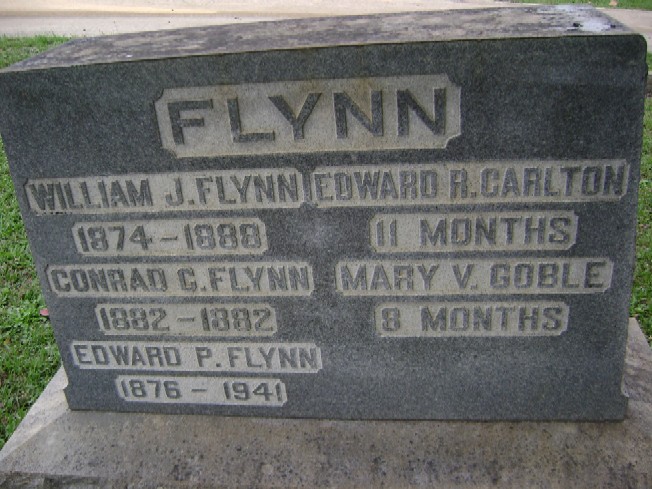 FLYNN
WILLIAM J. FLYNN
1874 - 1888
CONRAD C. FLYNN
1882 - 1882
EDWARD P. FLYNN
1876 - 1941
EDWARD R. CARLTON
11 MONTHS
MARY V. GOBLE
8 MONTHS